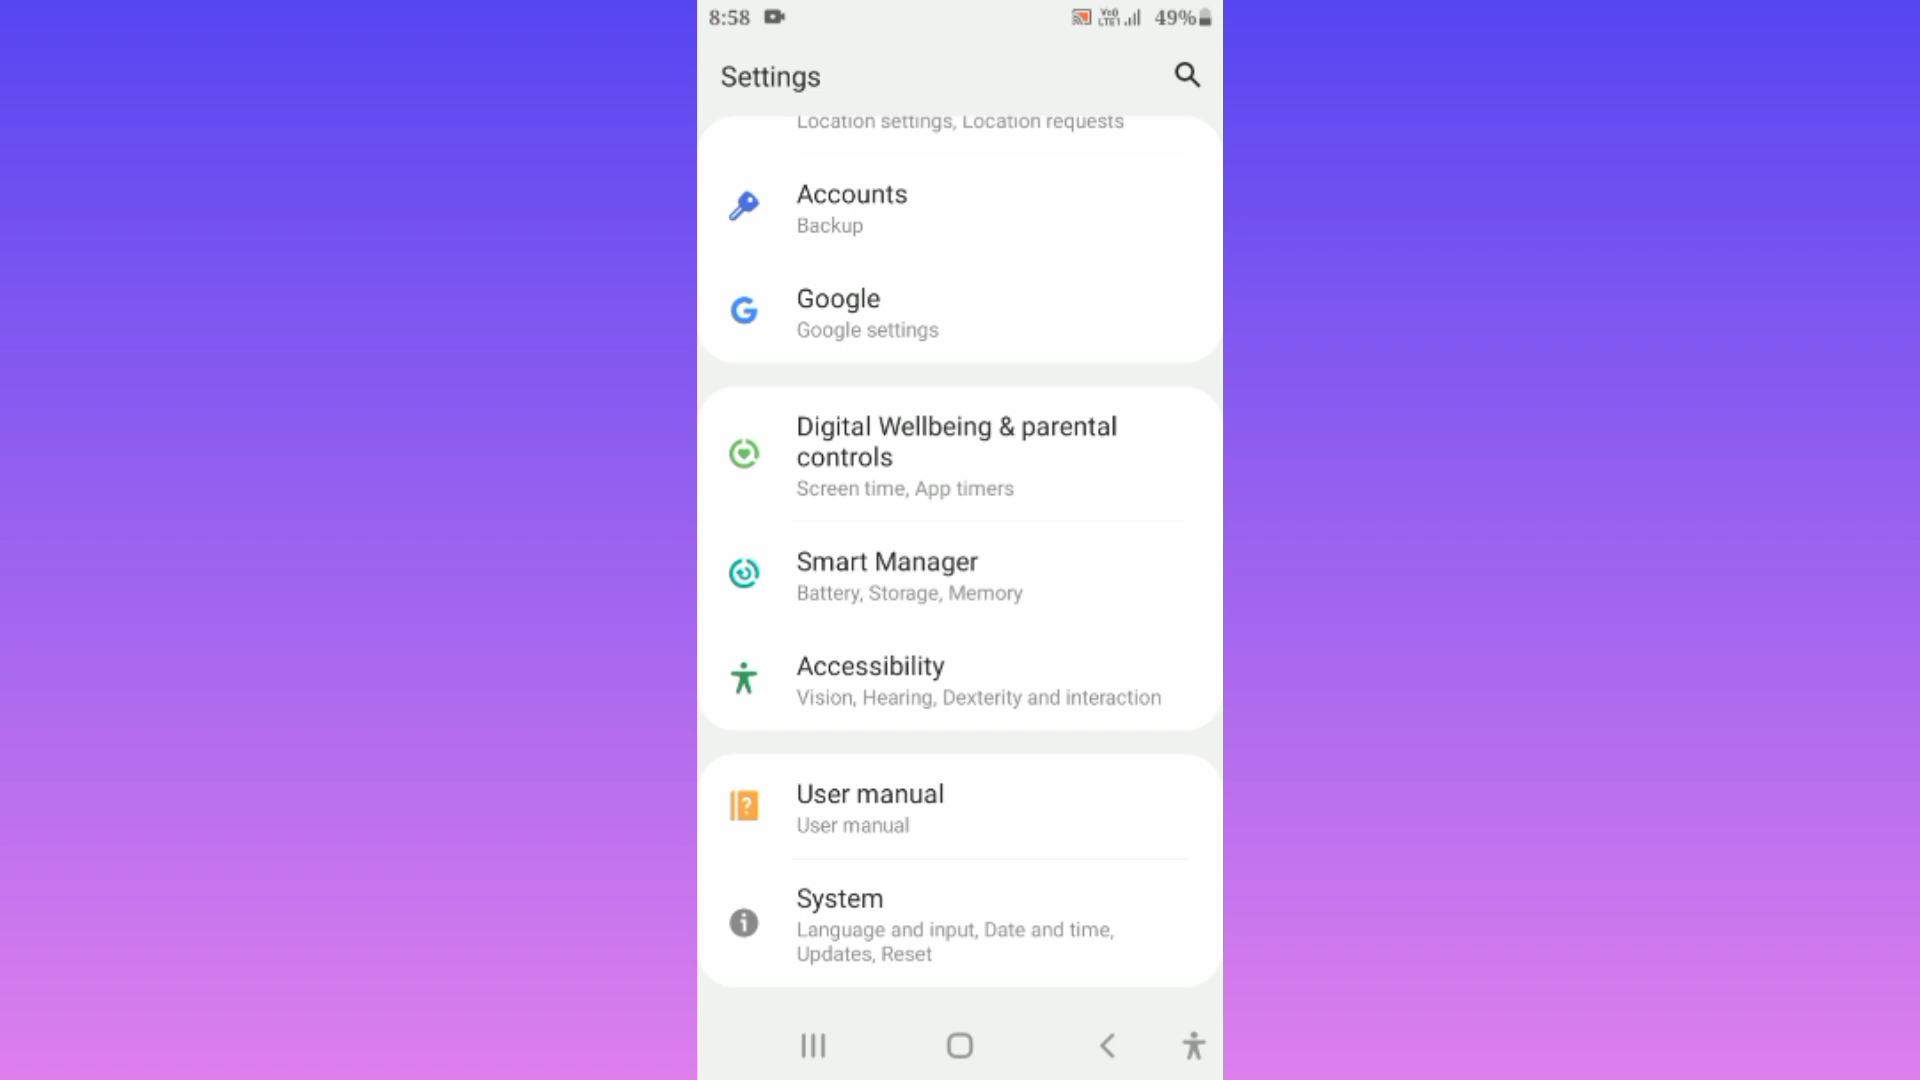 8:58
49%
Settings
Location settings, Location requests
Accounts
Backup
Google
Google settings
Digital Wellbeing & parental
controls
Screen time, App timers
Smart Manager
Battery, Storage, Memory
Accessibility
Vision, Hearing, Dexterity and interaction
User manual
User manual
System
Language and input, Date and time,
Updates, Reset